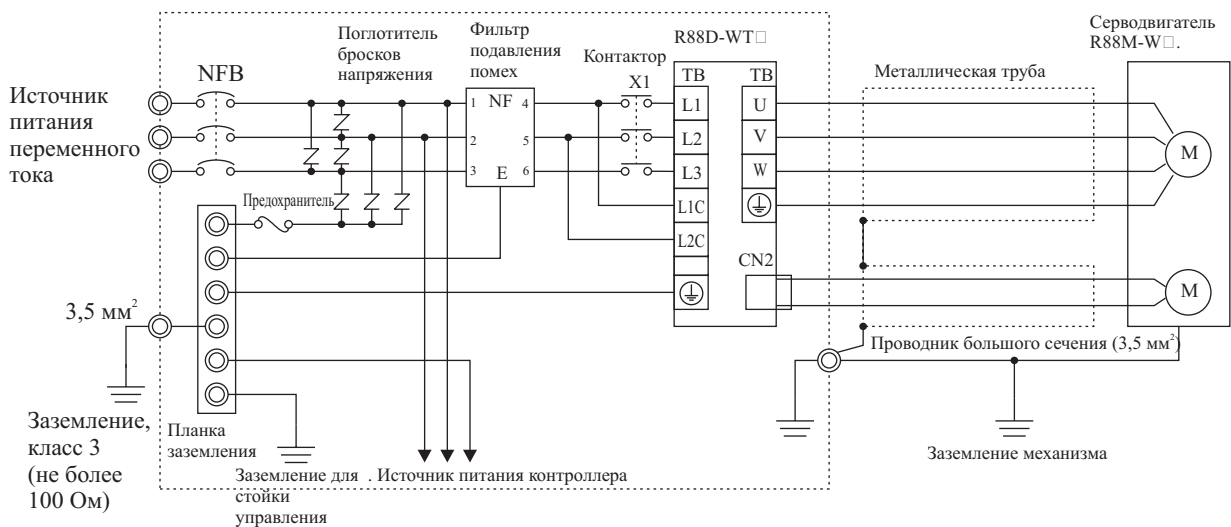 Серводвигатель
R88M-W□.
Поглотитель
бросков
напряжения
Фильтр
подавления
помех
R88D-WT□
Контактор
X1
NFB
TB
TB
Металлическая труба
Источник
питания
переменного
тока
1
NF
4
L1
U
2
5
L2
V
M
3
E
6
L3
W
Предохранитель
L1C
L2C
CN2
M
3,5 мм²
Проводник большого сечения (3,5 мм²)
Заземление,
класс 3
(не более
100 Ом)
Планка
заземления
Заземление механизма
Заземление для . Источник питания контроллера
стойки
управления